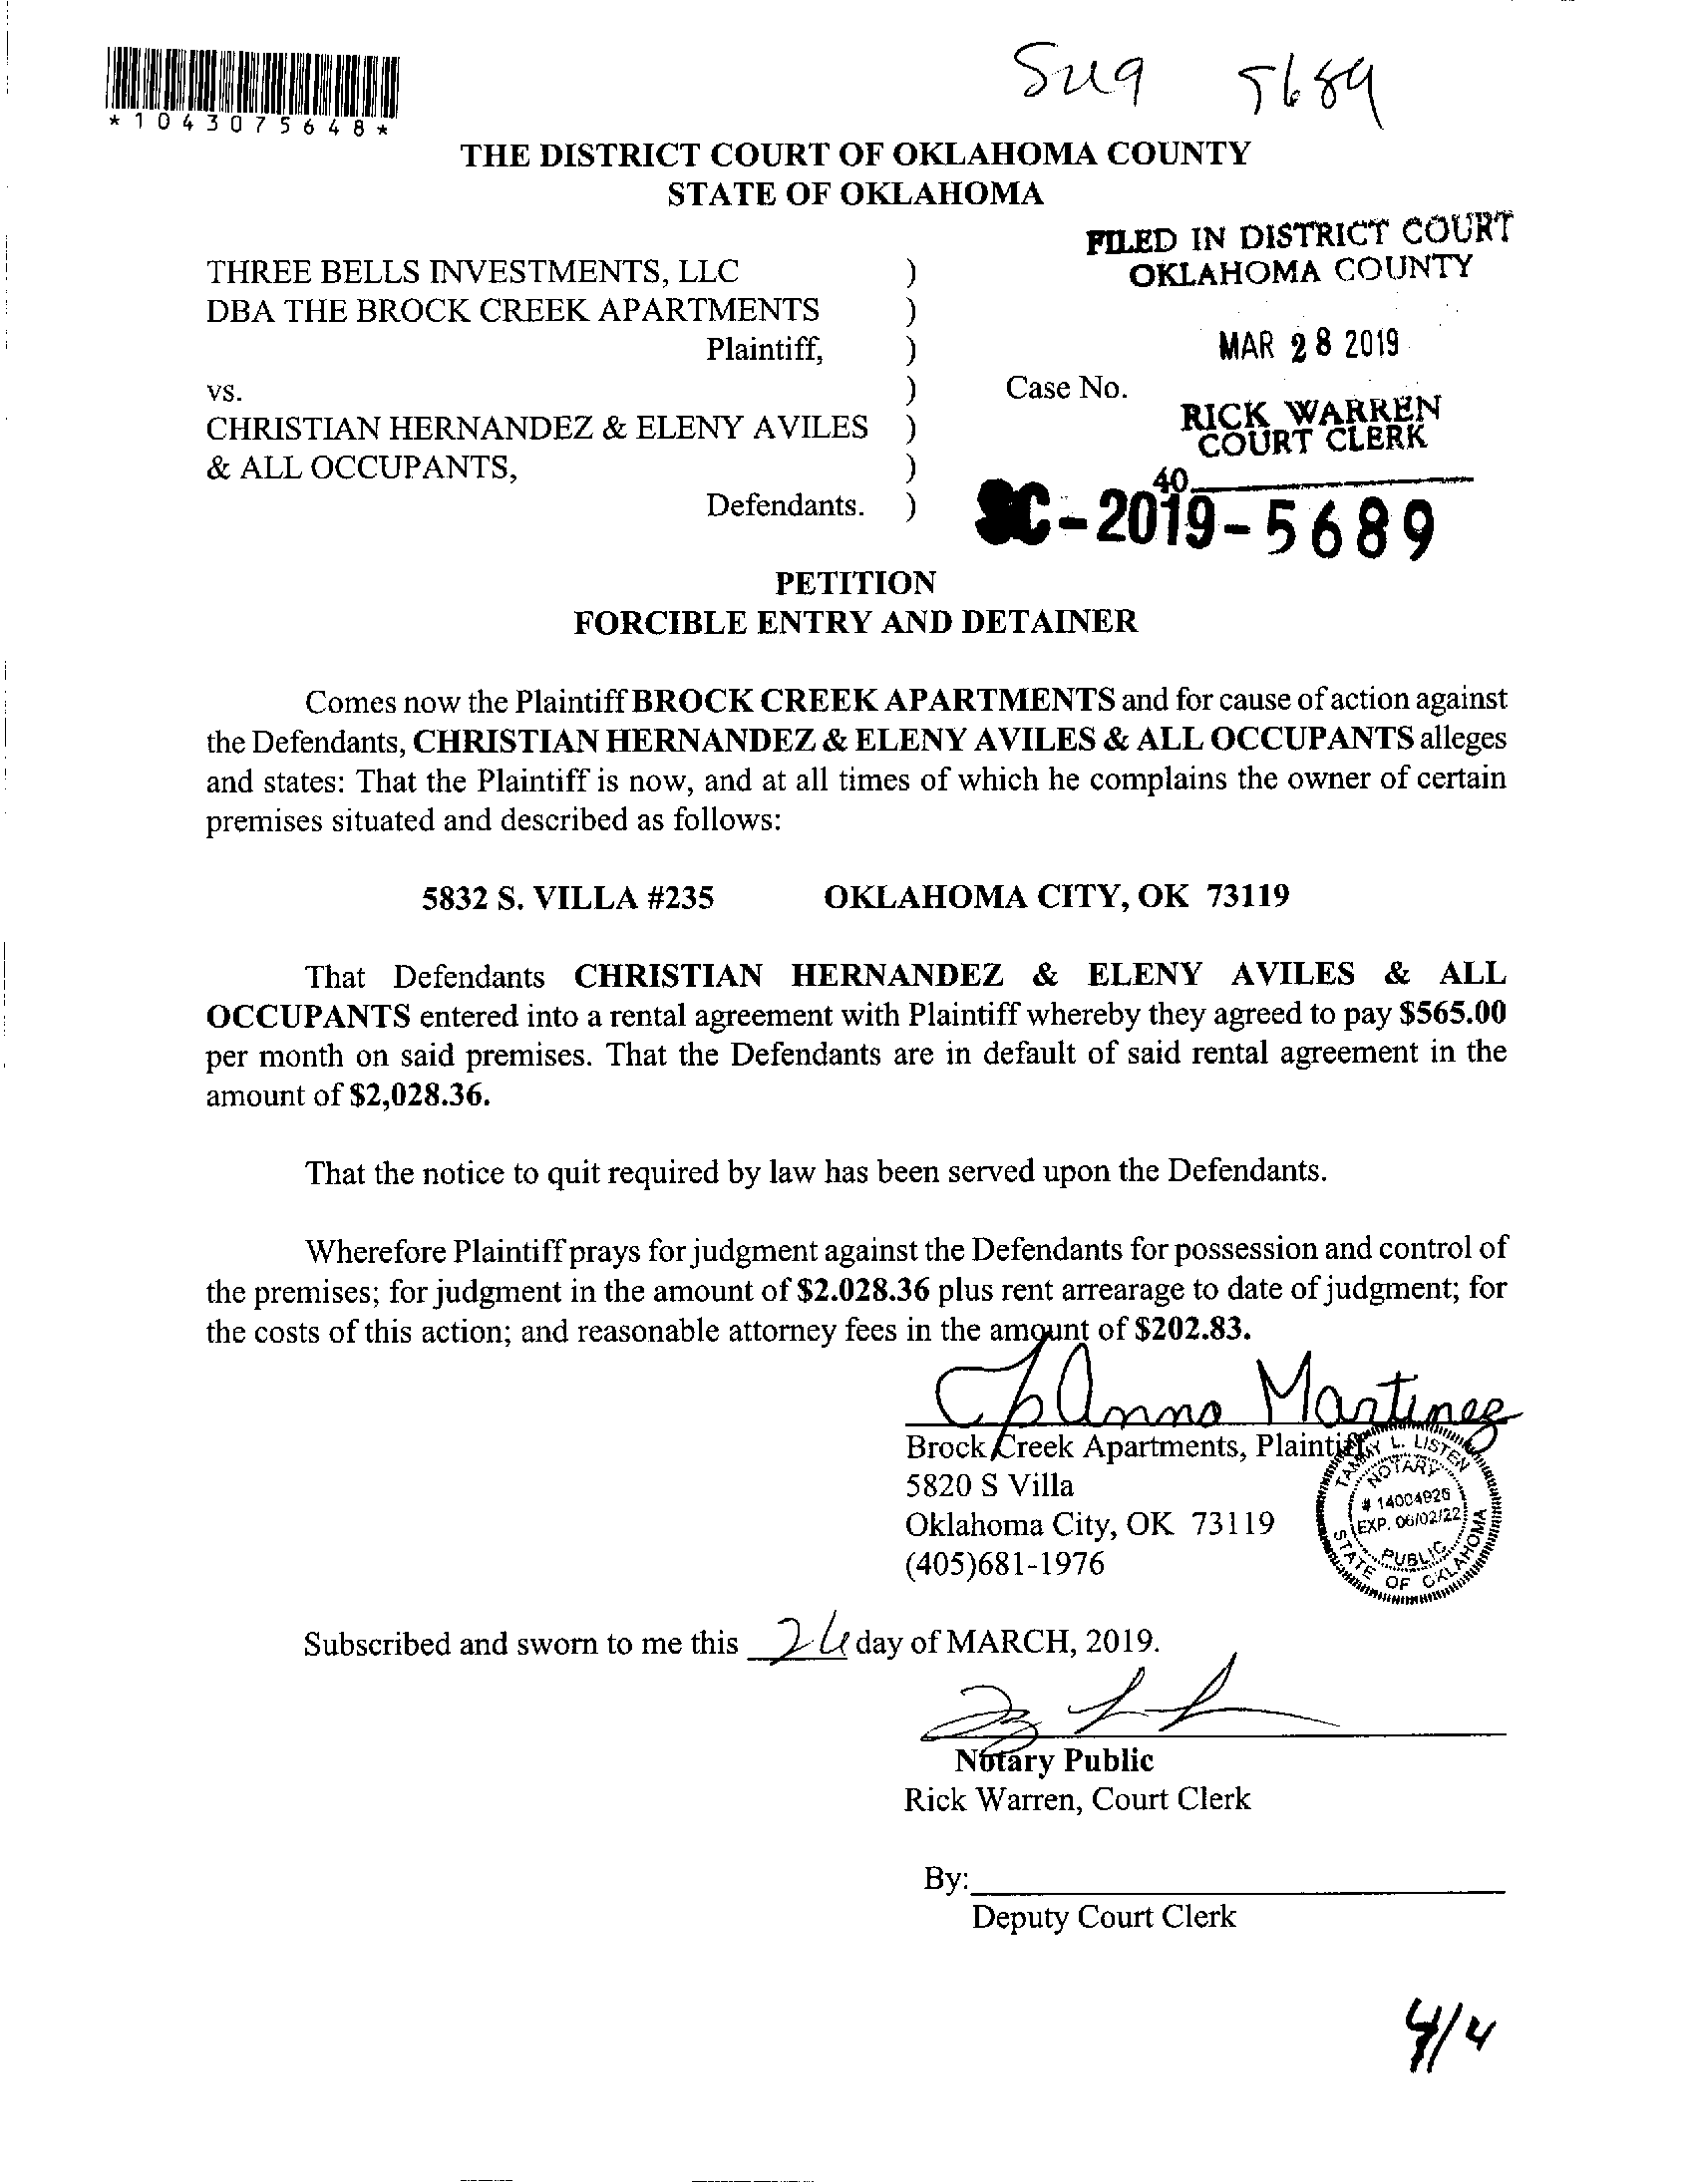 *1043075648*
5689
THE DISTRICT COURT OF OKLAHOMA COUNTY
STATE OF OKLAHOMA
FILED IN DISTRICT COURT
OKLAHOMA COUNTY
MAR 28 2019
RICK WARREN
COURT CLERK
40
THREE BELLS INVESTMENTS, LLC )
DBA THE BROCK CREEK APARTMENTS )
Plaintiff, )
vs. ) Case No.
CHRISTIAN HERNANDEZ & ELENY AVILES )
& ALL OCCUPANTS, )
Defendants. )
SC-2019-5689
PETITION
FORCIBLE ENTRY AND DETAINER
Comes now the Plaintiff BROCK CREEK APARTMENTS and for cause of action against
the Defendants, CHRISTIAN HERNANDEZ & ELENY AVILES & ALL OCCUPANTS alleges
and states: That the Plaintiff is now, and at all times of which he complains the owner of certain
premises situated and described as follows:
5832 S. VILLA #235 OKLAHOMA CITY, OK 73119
That Defendants CHRISTIAN HERNANDEZ & ELENY AVILES & ALL
OCCUPANTS entered into a rental agreement with Plaintiff whereby they agreed to pay $565.00
per month on said premises. That the Defendants are in default of said rental agreement in the
amount of $2,028.36.
That the notice to quit required by law has been served upon the Defendants.
Wherefore Plaintiff prays for judgment against the Defendants for possession and control of
the premises; for judgment in the amount of $2.028.36 plus rent arrearage to date of judgment; for
the costs of this action; and reasonable attorney fees in the amount of $202.83.
Martinez
Brock Creek Apartments, Plaintiff
5820 S Villa
Oklahoma City, OK 73119
(405)681-1976
TAMMY L. LISTEN
NOTARY
# 14004926
EXP. 06/02/22
PUBLIC
STATE OF OKLAHOMA
Subscribed and sworn to me this 26 day of MARCH, 2019.
Notary Public
Rick Warren, Court Clerk
By:
Deputy Court Clerk
4/4